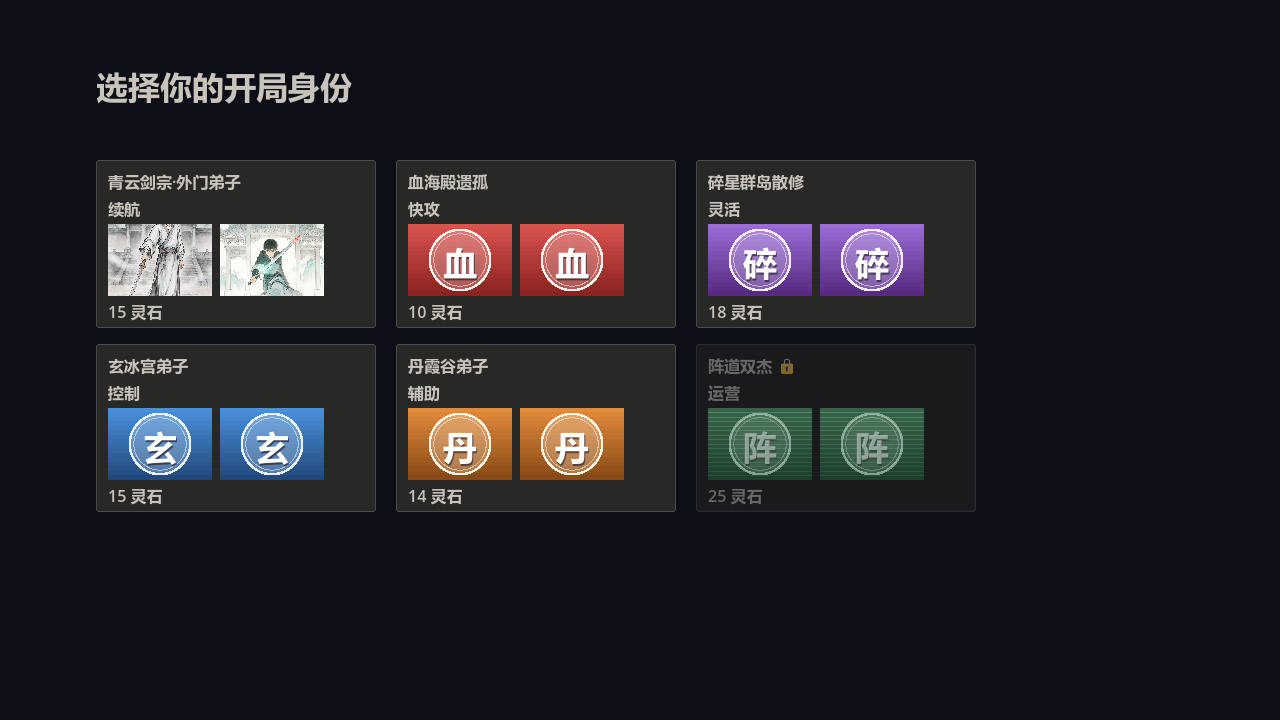 选择你的开局身份
青云剑宗·外门弟子
续航
15 灵石
血海殿遗孤
快攻
血 血
10 灵石
碎星群岛散修
灵活
碎 碎
18 灵石
玄冰宫弟子
控制
玄 玄
15 灵石
丹霞谷弟子
辅助
丹 丹
14 灵石
阵道双杰
运营
阵 阵
25 灵石